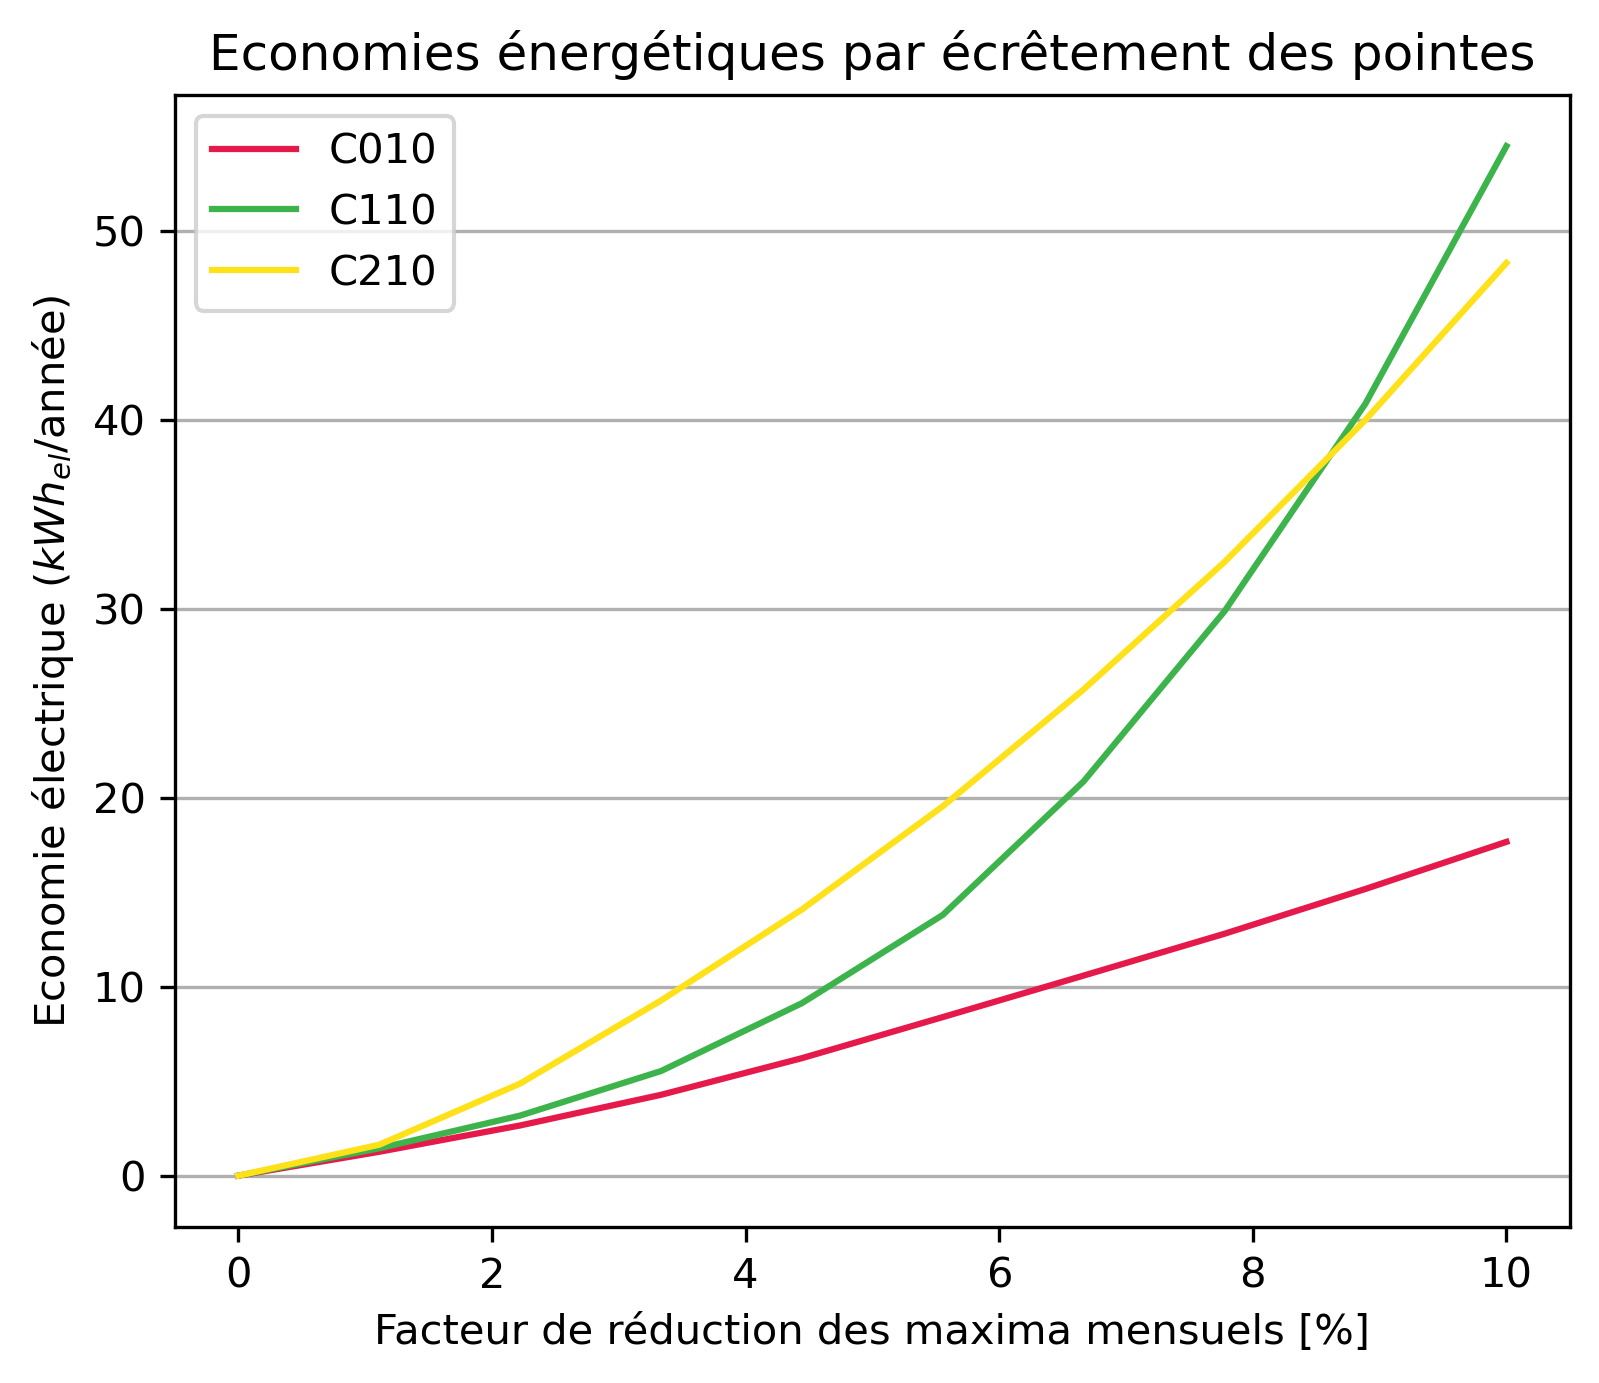 Economies énergétiques par écrêtement des pointes
C010
C110
C210
50
40
30
20
10
0
Economie électrique (kWh_el/année)
0 2 4 6 8 10
Facteur de réduction des maxima mensuels [%]